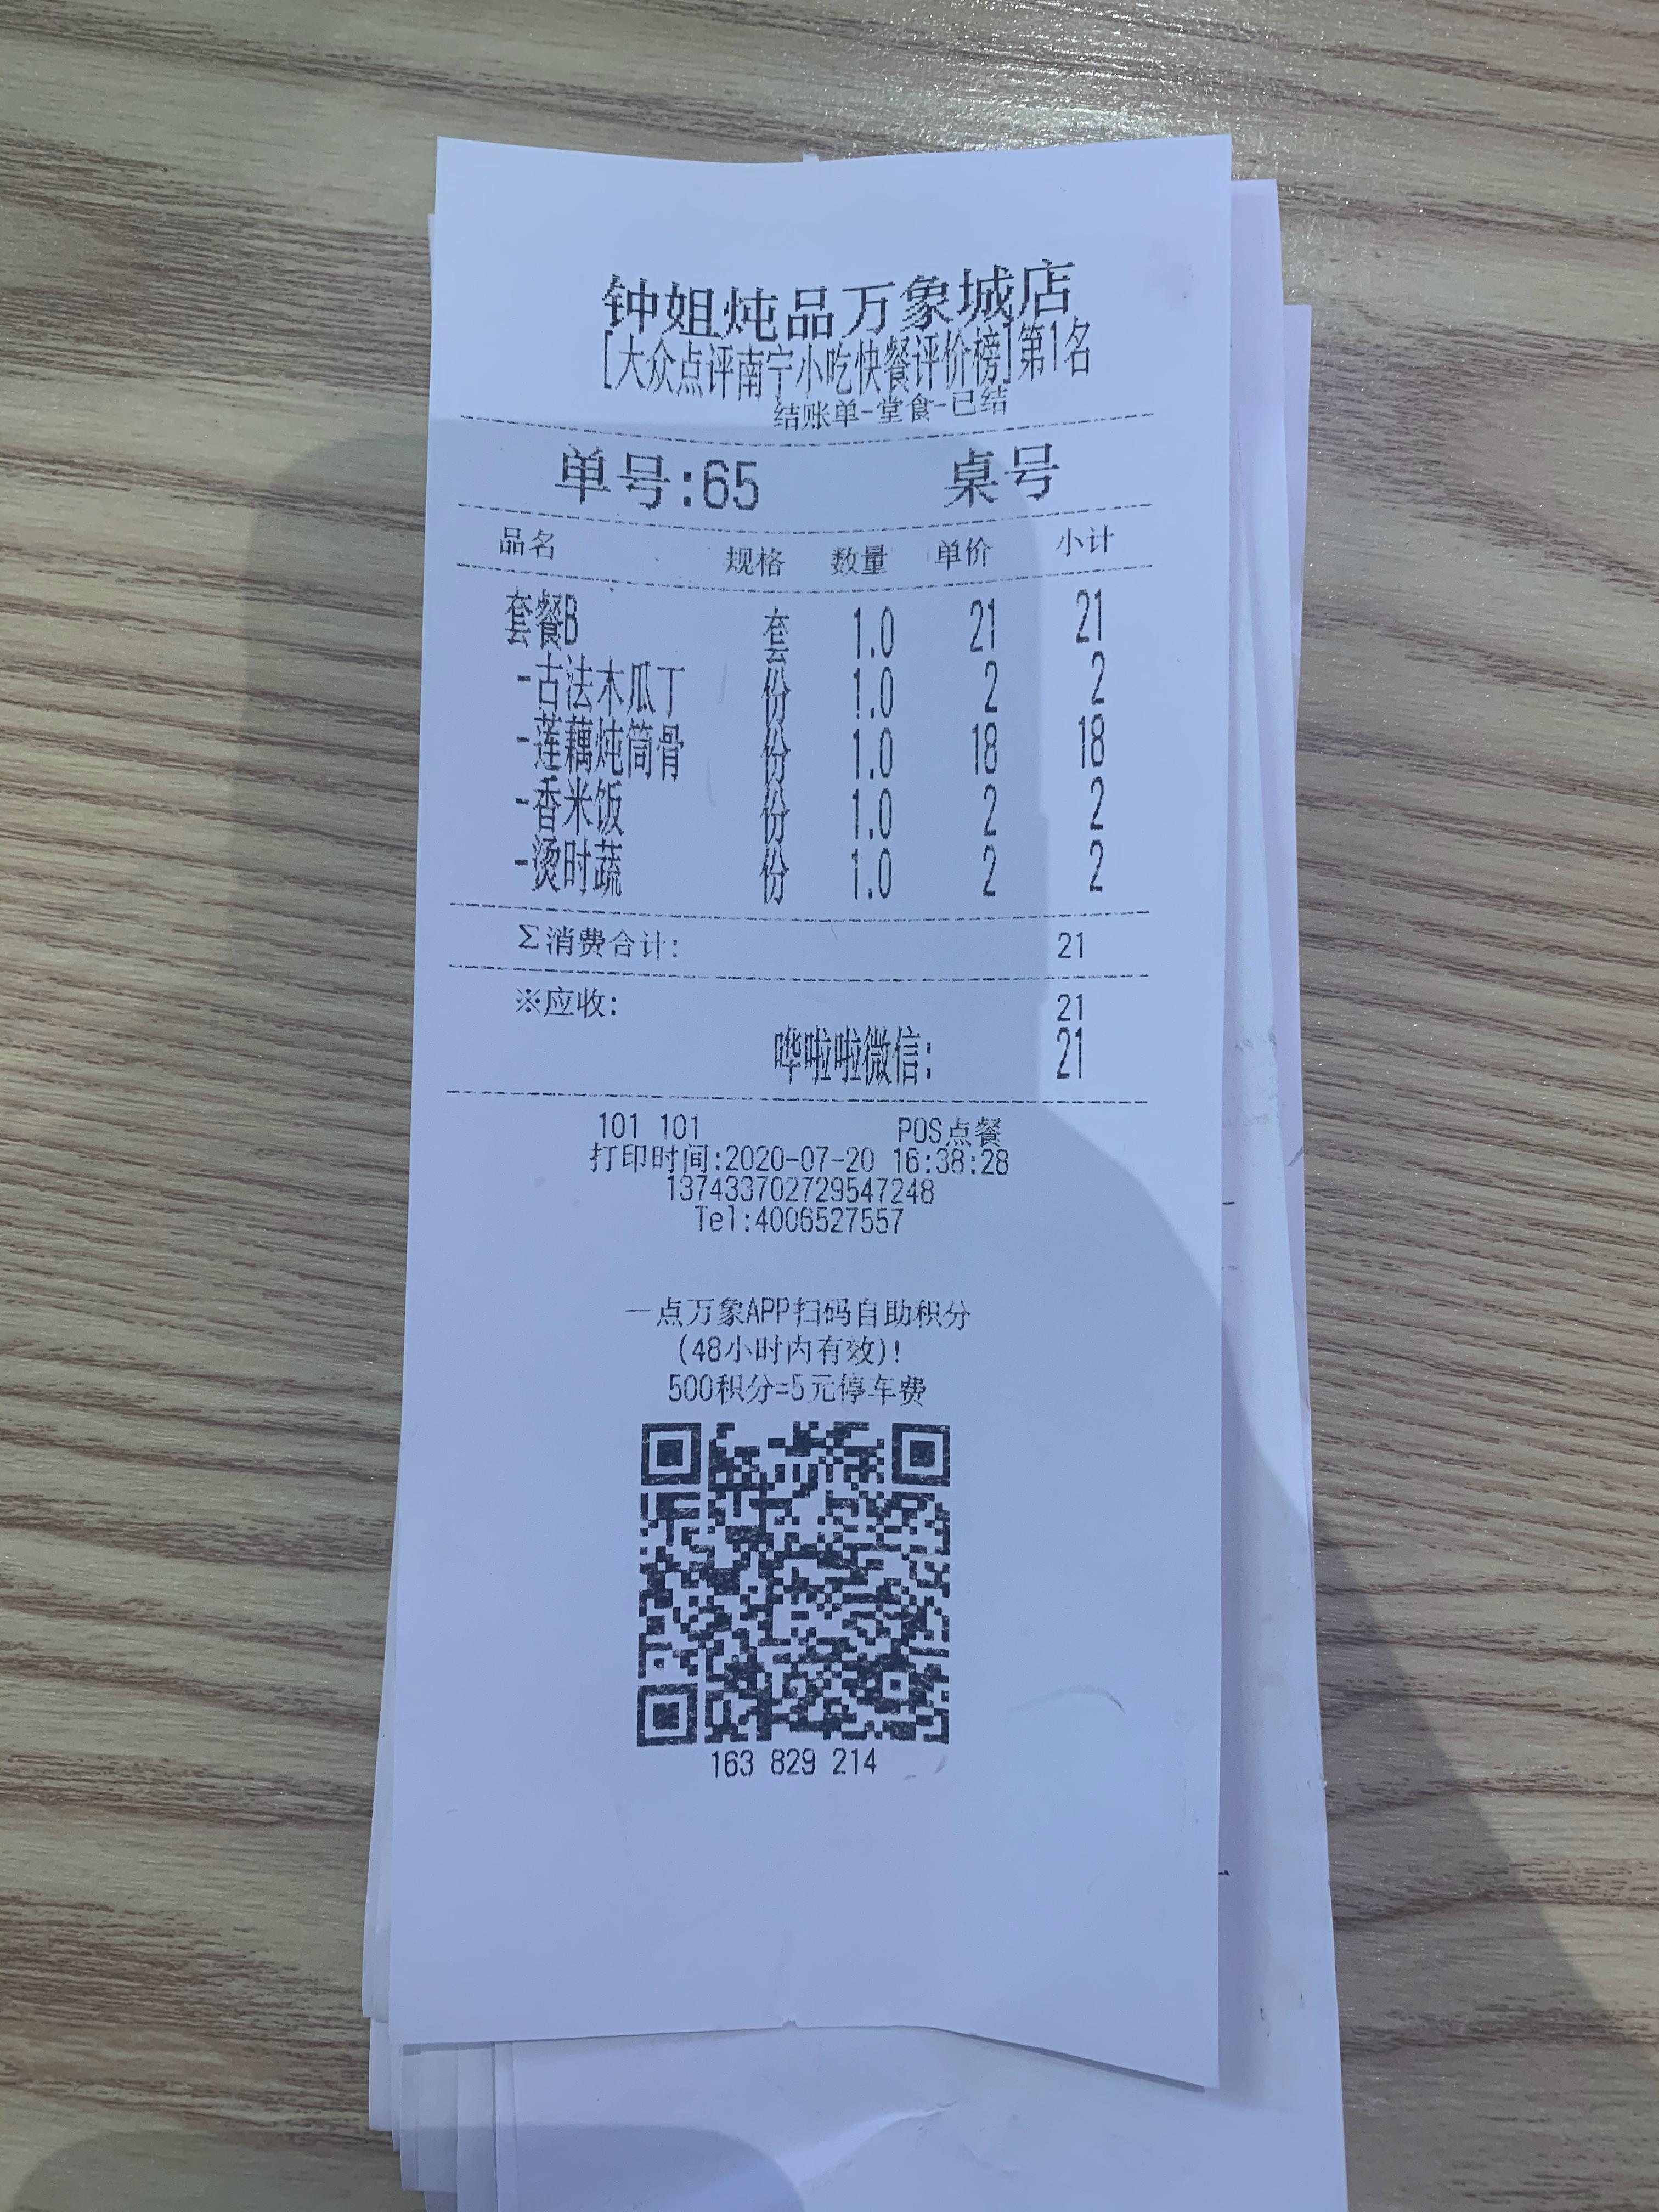 钟姐炖品万象城店
[大众点评南宁小吃快餐评价榜]第1名
结账单-堂食-已结
单号:65 桌号
品名 规格 数量 单价 小计
套餐B 套 1.0 21 21
-古法木瓜丁 份 1.0 2 2
-莲藕炖筒骨 份 1.0 18 18
-香米饭 份 1.0 2 2
-烫时蔬 份 1.0 2 2
Σ消费合计: 21
※应收: 21
哗啦啦微信: 21
101 101 POS点餐
打印时间:2020-07-20 16:38:28
137433702729547248
Tel:4006527557
一点万象APP扫码自助积分
(48小时内有效)!
500积分=5元停车费
163 829 214